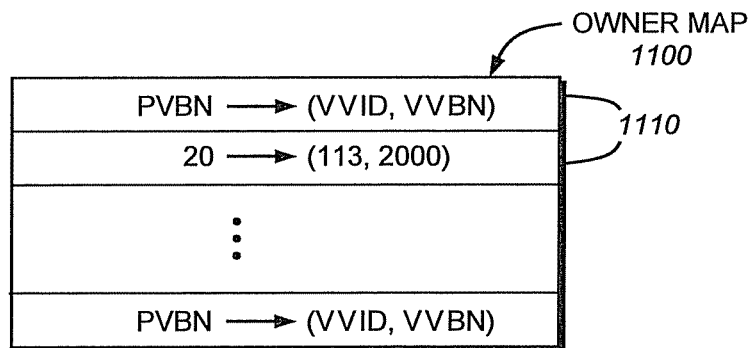 OWNER MAP
1100
PVBN → (VVID, VVBN)
1110
20 → (113, 2000)
PVBN → (VVID, VVBN)